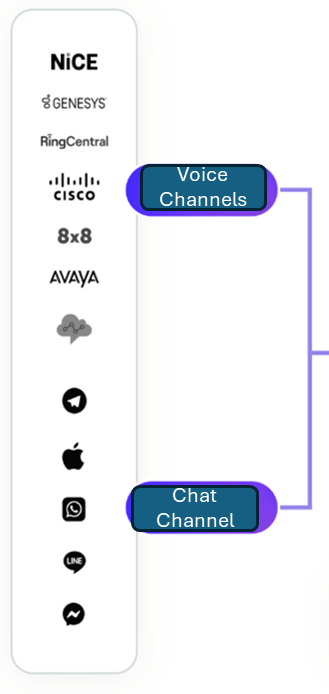 NiCE
GENESYS
RingCentral
Voice
Channels
CISCO
8x8
AVAYA
Chat
Channel
LINE